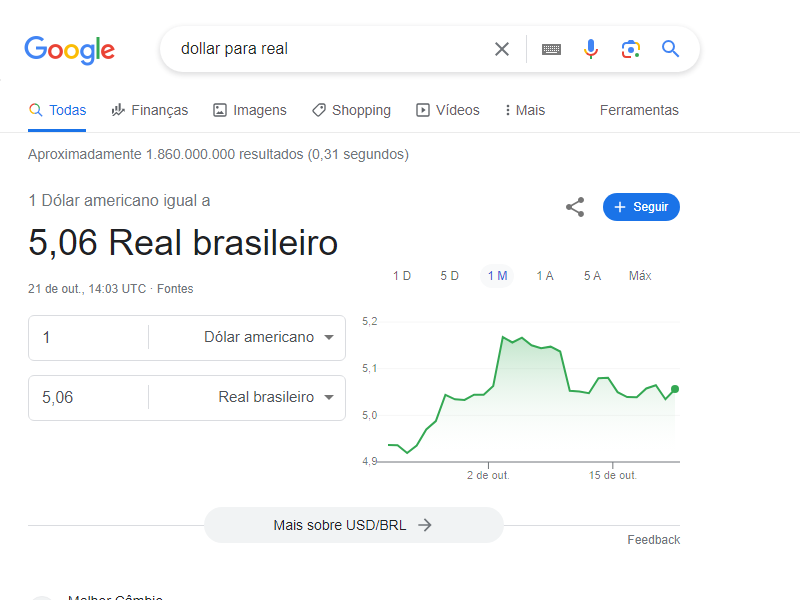 Google
dollar para real
Todas Finanças Imagens Shopping Vídeos Mais Ferramentas
Aproximadamente 1.860.000.000 resultados (0,31 segundos)
1 Dólar americano igual a
Seguir
5,06 Real brasileiro
1 D 5 D 1 M 1 A 5 A Máx
21 de out., 14:03 UTC · Fontes
1 Dólar americano
5,06 Real brasileiro
5,2
5,1
5,0
4,9
2 de out. 15 de out.
Mais sobre USD/BRL
Feedback
Melhor Câmbio